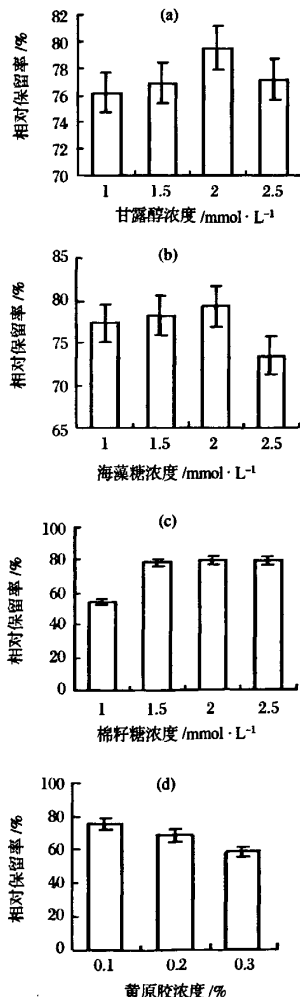 (a)
相对保留率/%
82
80
78
76
74
72
70
1 1.5 2 2.5
甘露醇浓度/mmol·L⁻¹
(b)
相对保留率/%
85
80
75
70
65
1 1.5 2 2.5
海藻糖浓度/mmol·L⁻¹
(c)
相对保留率/%
100
80
60
40
20
0
1 1.5 2 2.5
棉籽糖浓度/mmol·L⁻¹
(d)
相对保留率/%
100
80
60
40
20
0
0.1 0.2 0.3
黄原胶浓度/%